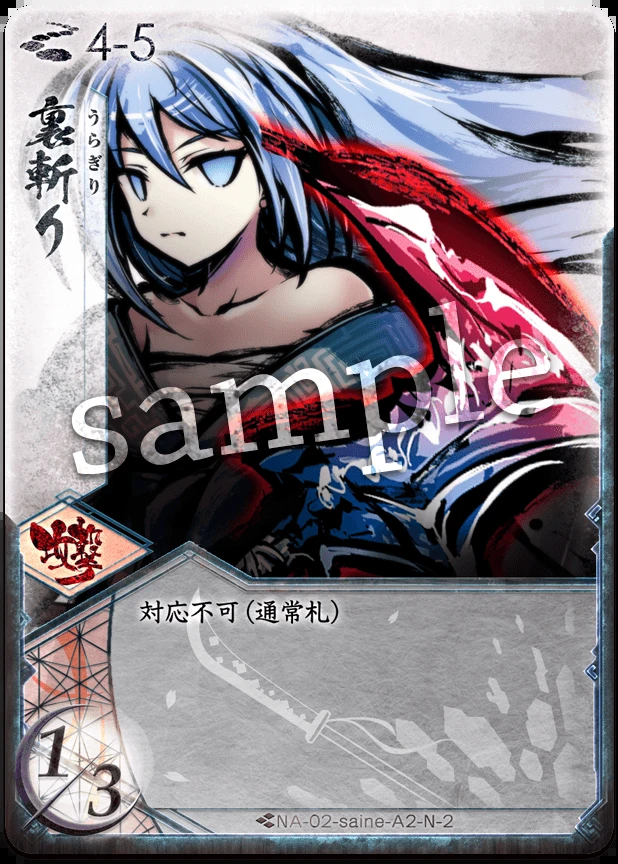 4-5
裏斬り
うらぎり
sample
攻撃
対応不可(通常札)
1/3
NA-02-saine-A2-N-2